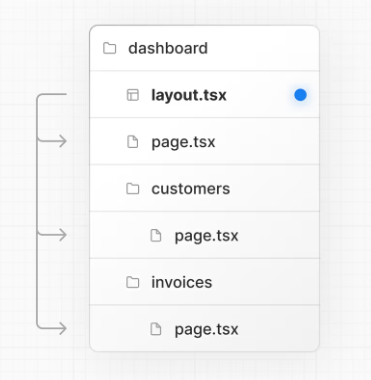 dashboard
layout.tsx
page.tsx
customers
page.tsx
invoices
page.tsx